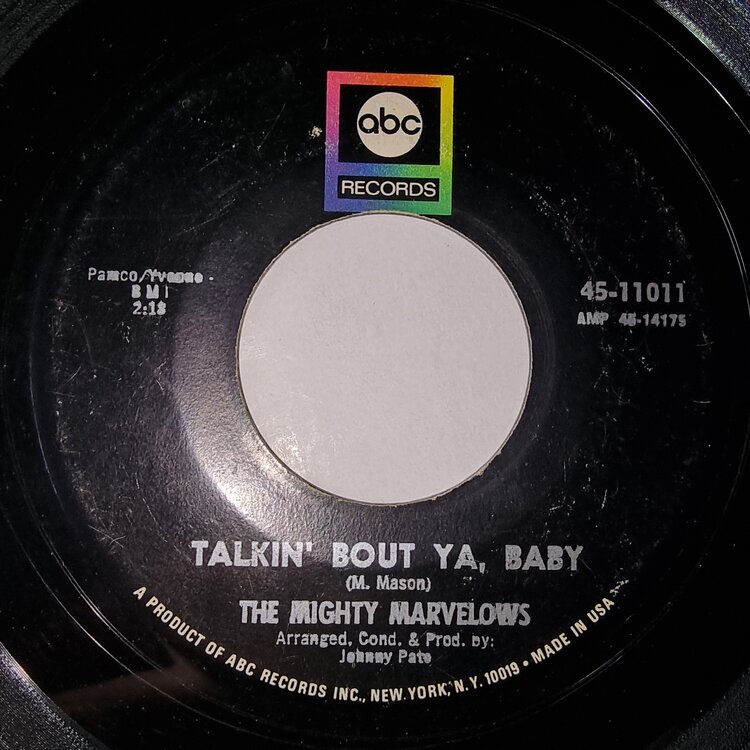 abc
RECORDS
Pamco/Yvonne -
BMI
2:18
45-11011
AMP 45-14175
TALKIN' BOUT YA, BABY
(M. Mason)
THE MIGHTY MARVELOWS
Arranged, Cond. & Prod. by:
Johnny Pate
A PRODUCT OF ABC RECORDS INC., NEW YORK, N.Y. 10019 • MADE IN USA